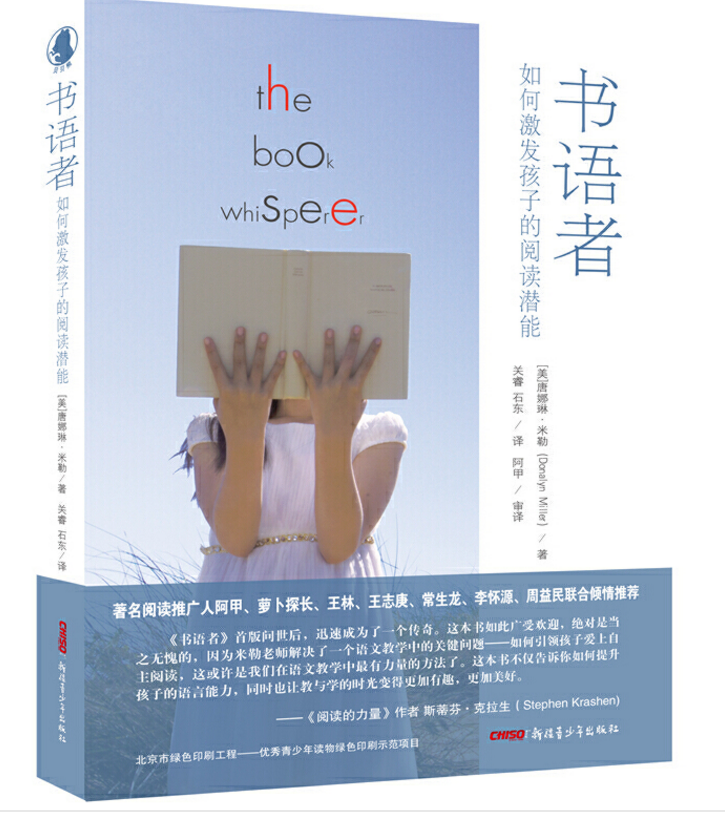 书语者
如何激发孩子的阅读潜能
[美]唐娜琳·米勒／著
关睿 石东／译
CHISO 新疆青少年出版社
the
book
whisperer
书语者
如何激发孩子的阅读潜能
[美]唐娜琳·米勒 (Donalyn Miller) ／著
关睿 石东／译 阿甲／审译
著名阅读推广人阿甲、萝卜探长、王林、王志庚、常生龙、李怀源、周益民联合倾情推荐
《书语者》首版问世后，迅速成为了一个传奇。这本书如此广受欢迎，绝对是当
之无愧的，因为米勒老师解决了一个语文教学中的关键问题——如何引领孩子爱上自
主阅读，这或许是我们在语文教学中最有力量的方法了。这本书不仅告诉你如何提升
孩子的语言能力，同时也让教与学的时光变得更加有趣，更加美好。
——《阅读的力量》作者 斯蒂芬·克拉生 ( Stephen Krashen)
北京市绿色印刷工程——优秀青少年读物绿色印刷示范项目
CHISO 新疆青少年出版社